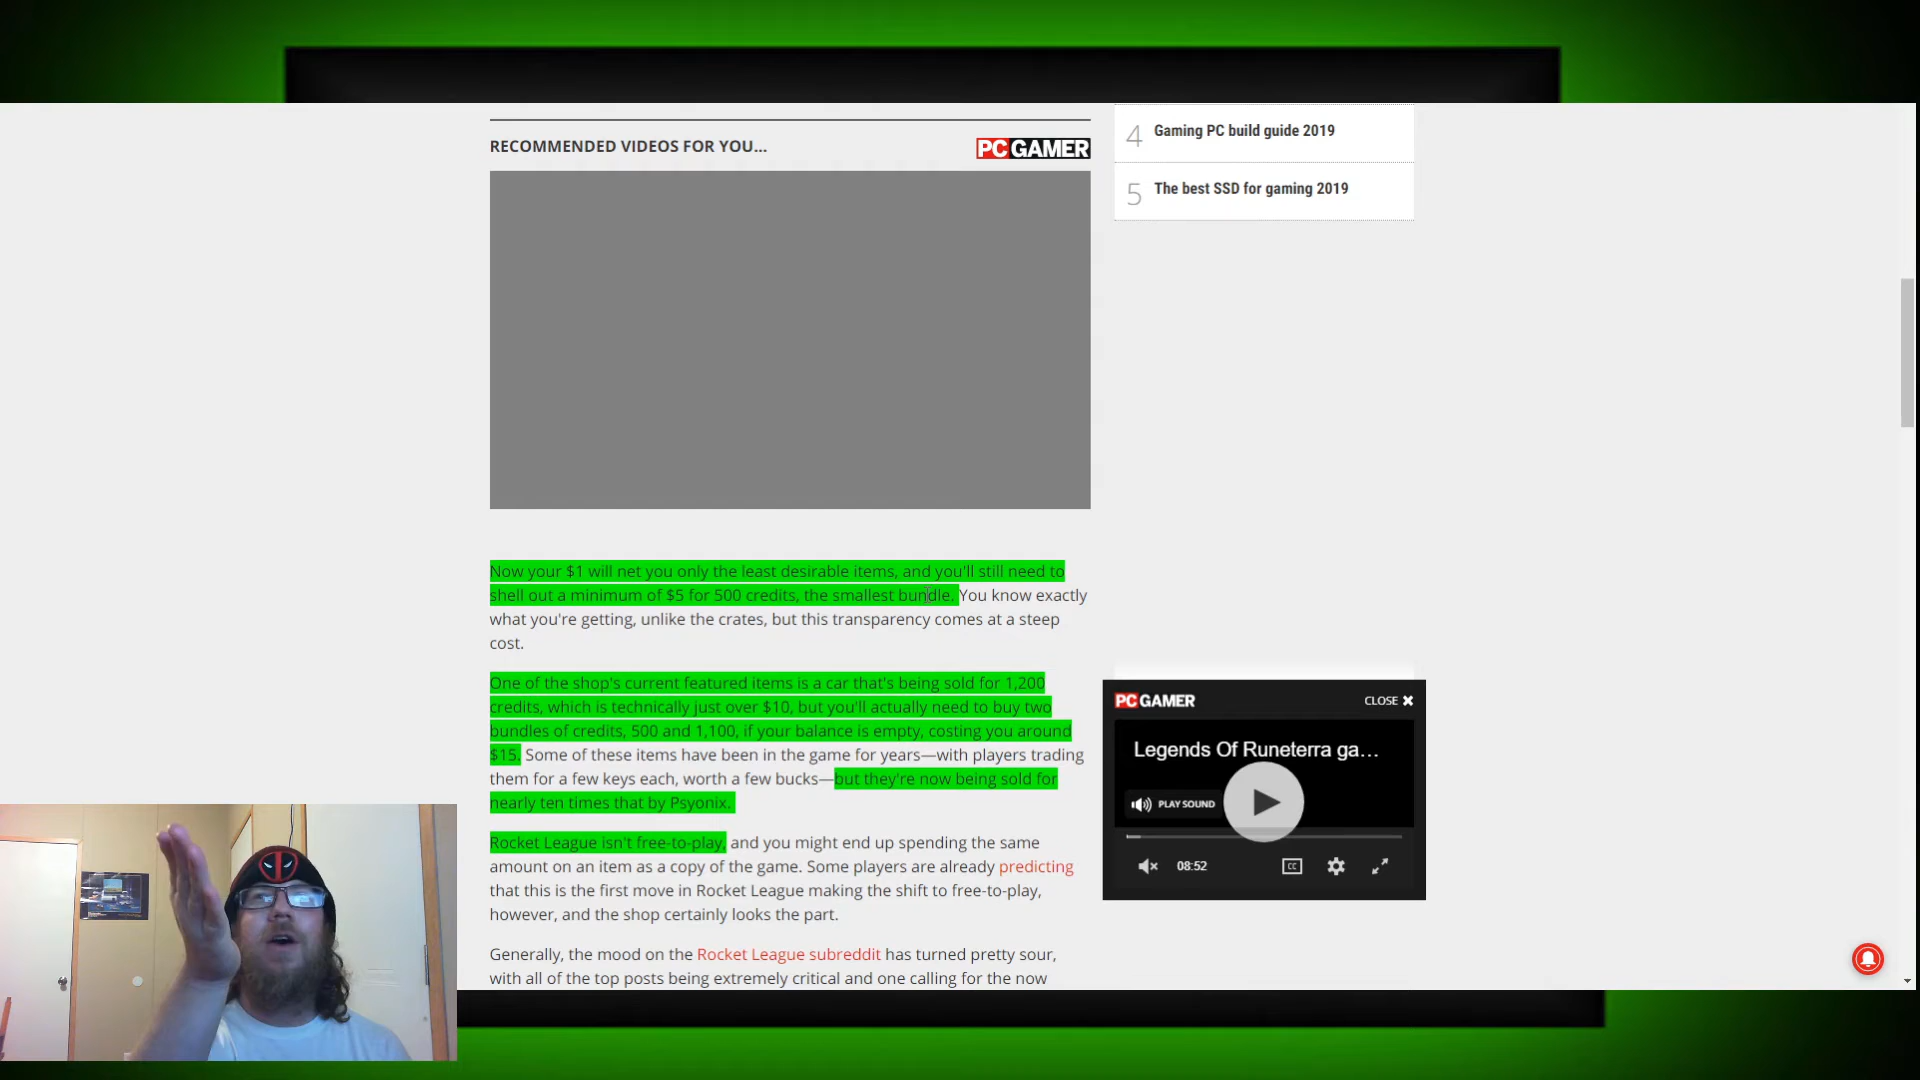 RECOMMENDED VIDEOS FOR YOU...
PC GAMER
4 Gaming PC build guide 2019
5 The best SSD for gaming 2019
Now your $1 will net you only the least desirable items, and you'll still need to
shell out a minimum of $5 for 500 credits, the smallest bundle. You know exactly
what you're getting, unlike the crates, but this transparency comes at a steep
cost.
One of the shop's current featured items is a car that's being sold for 1,200
credits, which is technically just over $10, but you'll actually need to buy two
bundles of credits, 500 and 1,100, if your balance is empty, costing you around
$15. Some of these items have been in the game for years—with players trading
them for a few keys each, worth a few bucks—but they're now being sold for
nearly ten times that by Psyonix.
Rocket League isn't free-to-play, and you might end up spending the same
amount on an item as a copy of the game. Some players are already predicting
that this is the first move in Rocket League making the shift to free-to-play,
however, and the shop certainly looks the part.
Generally, the mood on the Rocket League subreddit has turned pretty sour,
with all of the top posts being extremely critical and one calling for the now
PC GAMER
CLOSE
Legends Of Runeterra ga...
PLAY SOUND
08:52
CC